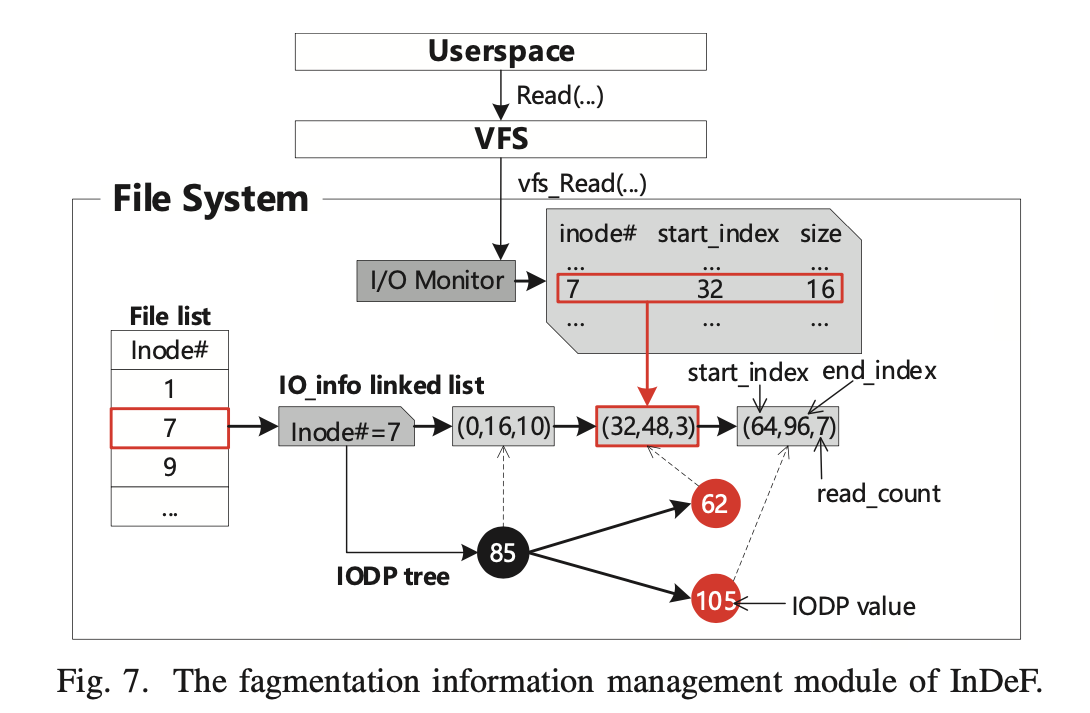 Userspace
Read(...)
VFS
vfs_Read(...)
File System
inode# start_index size
... ... ...
7 32 16
... ... ...
I/O Monitor
File list
Inode#
1
7
9
...
IO_info linked list
Inode#=7
(0,16,10)
(32,48,3)
(64,96,7)
start_index
end_index
read_count
62
85
105
IODP tree
IODP value
Fig. 7. The fagmentation information management module of InDeF.